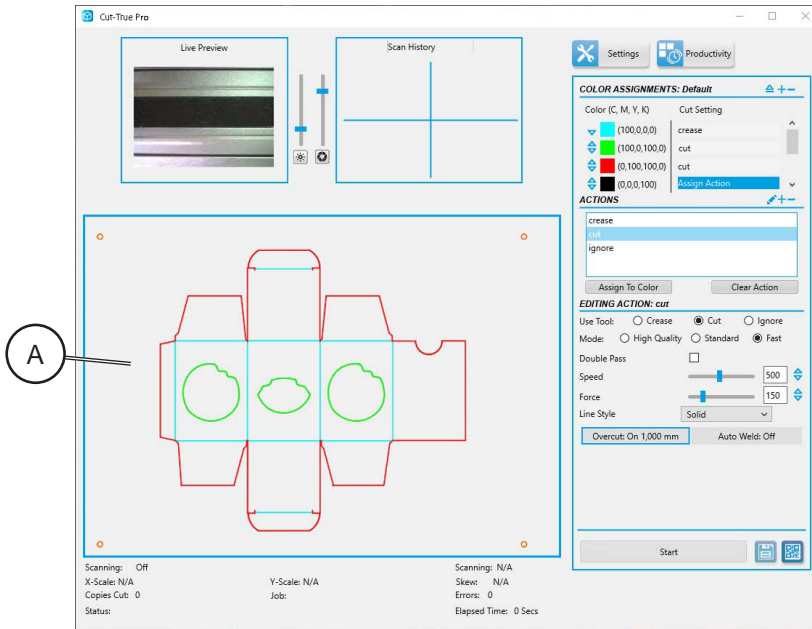 Cut-True Pro
Live Preview
Scan History
Settings
Productivity
COLOR ASSIGNMENTS: Default
Color (C, M, Y, K) Cut Setting
(100,0,0,0) crease
(100,0,100,0) cut
(0,100,100,0) cut
(0,0,0,100) Assign Action
ACTIONS
crease
cut
ignore
Assign To Color Clear Action
EDITING ACTION: cut
Use Tool: Crease Cut Ignore
Mode: High Quality Standard Fast
Double Pass
Speed 500
Force 150
Line Style Solid
Overcut: On 1,000 mm Auto Weld: Off
Start
A
Scanning: Off Scanning: N/A
X-Scale: N/A Y-Scale: N/A Skew: N/A
Copies Cut: 0 Job: Errors: 0
Status: Elapsed Time: 0 Secs